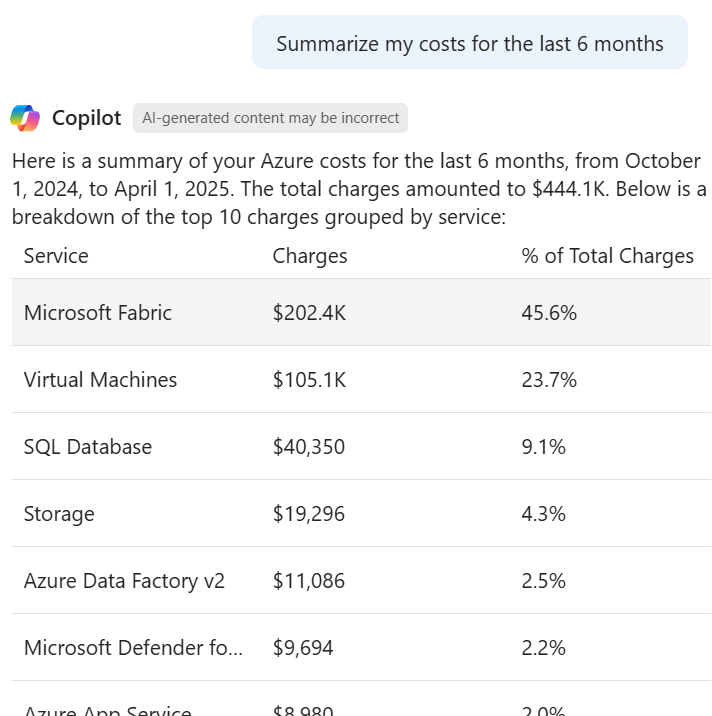 Summarize my costs for the last 6 months
Copilot AI-generated content may be incorrect
Here is a summary of your Azure costs for the last 6 months, from October
1, 2024, to April 1, 2025. The total charges amounted to $444.1K. Below is a
breakdown of the top 10 charges grouped by service:
Service Charges % of Total Charges
Microsoft Fabric $202.4K 45.6%
Virtual Machines $105.1K 23.7%
SQL Database $40,350 9.1%
Storage $19,296 4.3%
Azure Data Factory v2 $11,086 2.5%
Microsoft Defender fo... $9,694 2.2%
Azure App Service $8,980 2.0%